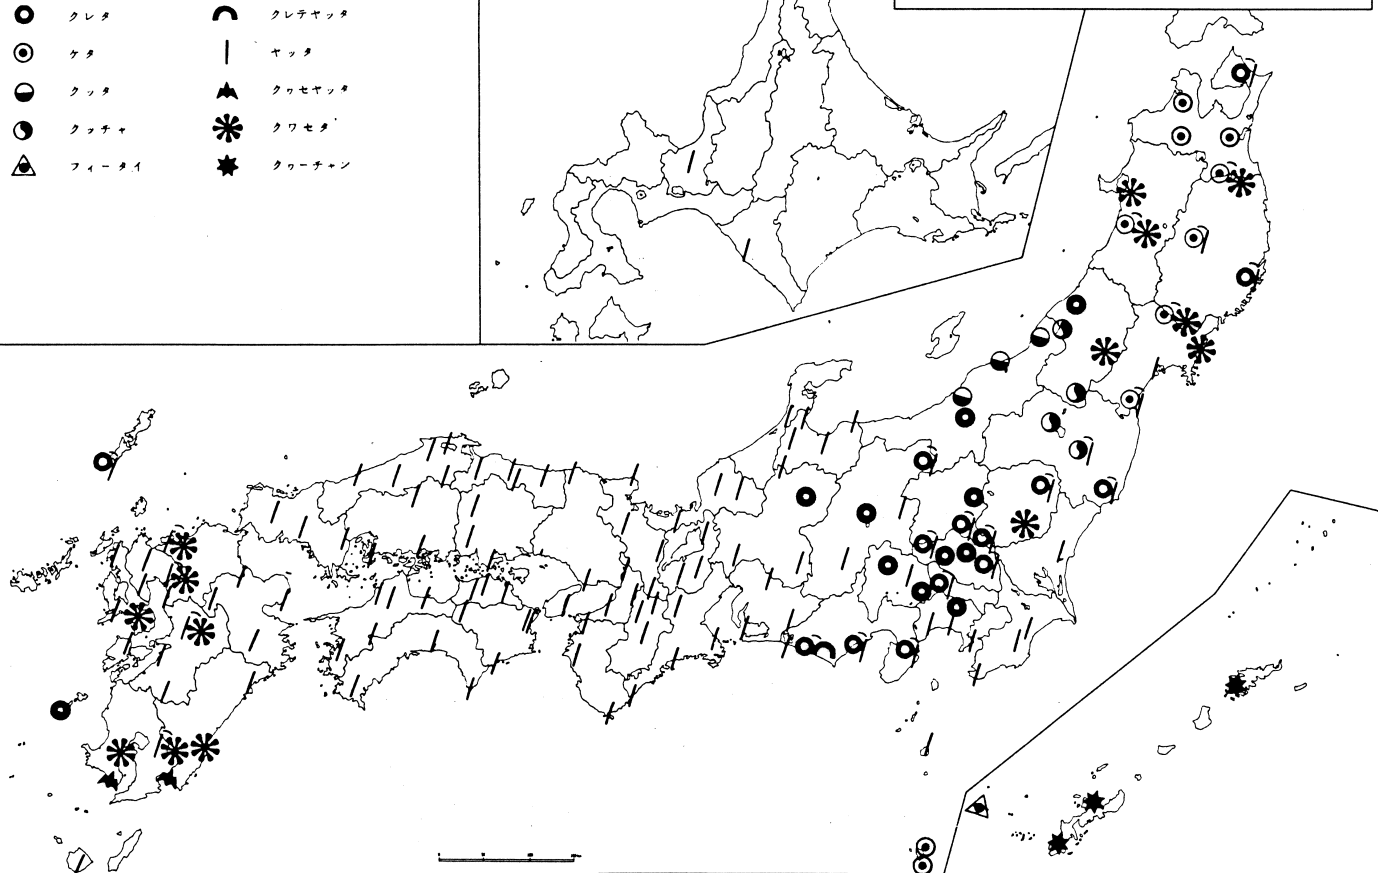 クレタ
ケタ
クッタ
クッチャ
フィータイ
クレテヤッタ
ヤッタ
クヮセヤッタ
クワセタ
クヮーチャン